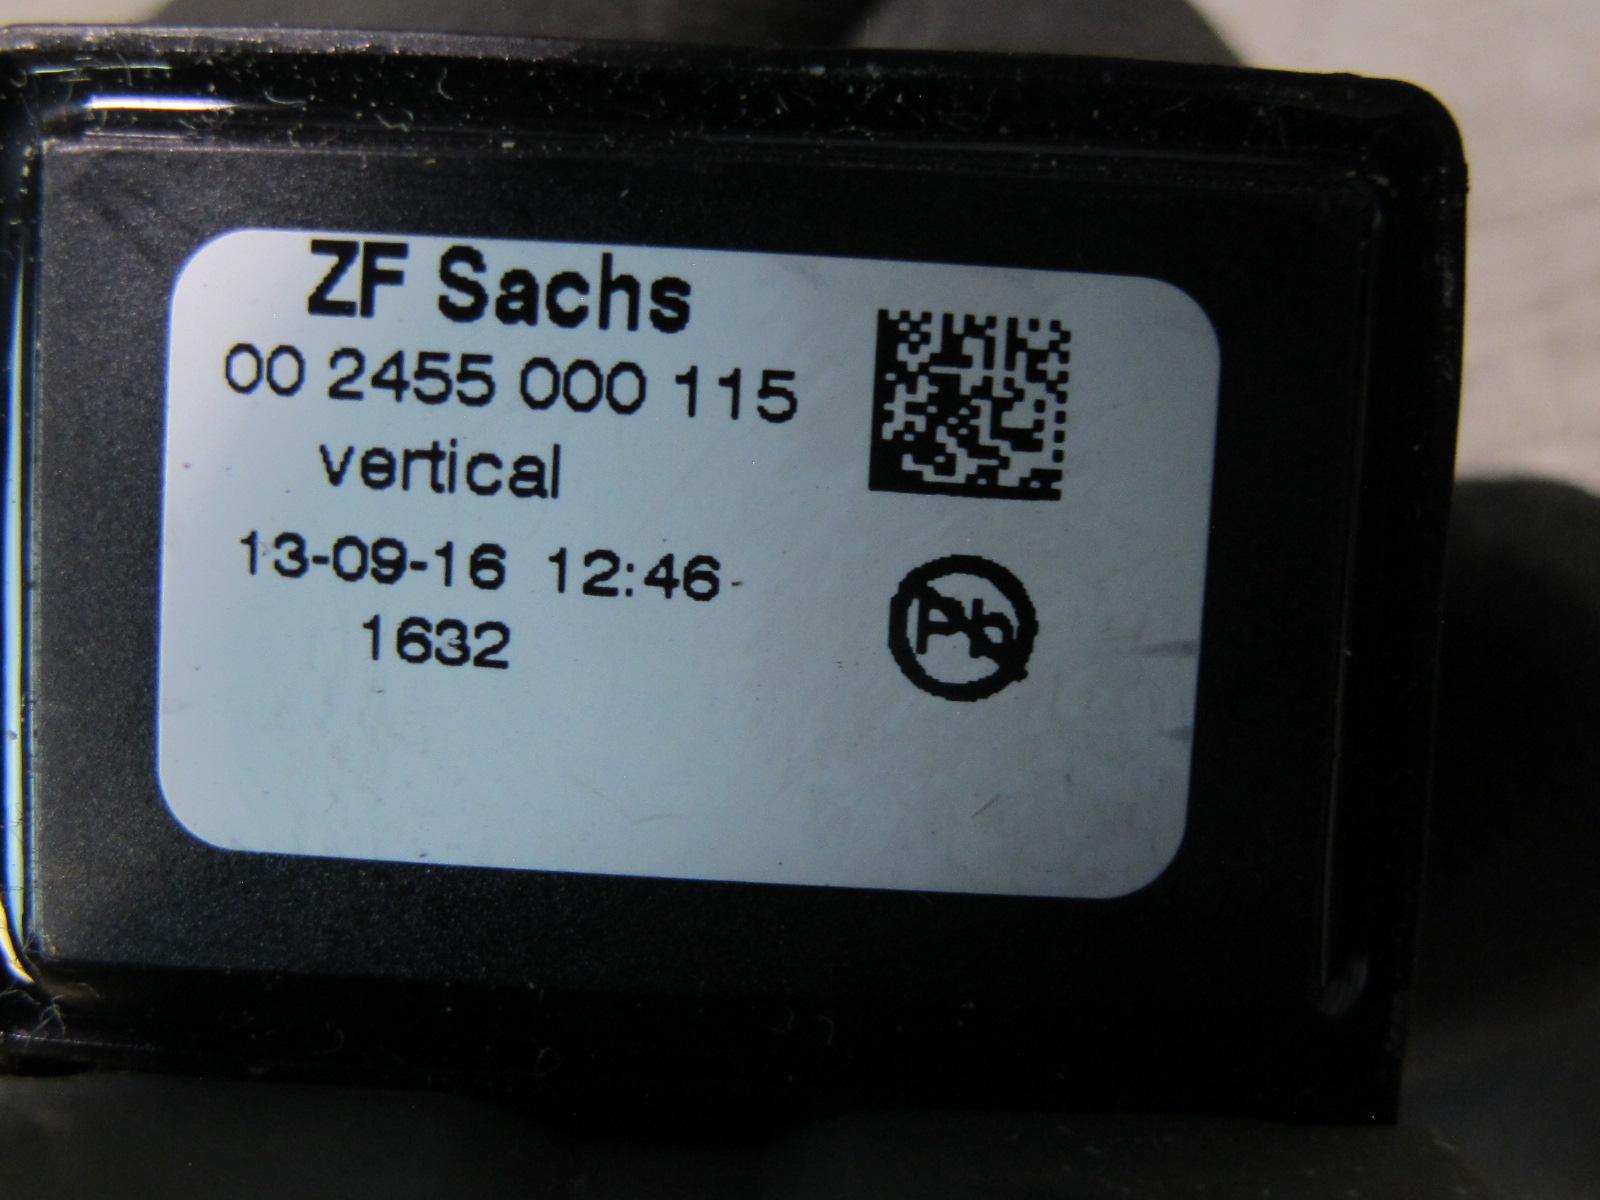 ZF Sachs
00 2455 000 115
vertical
13-09-16 12:46
1632
Pb